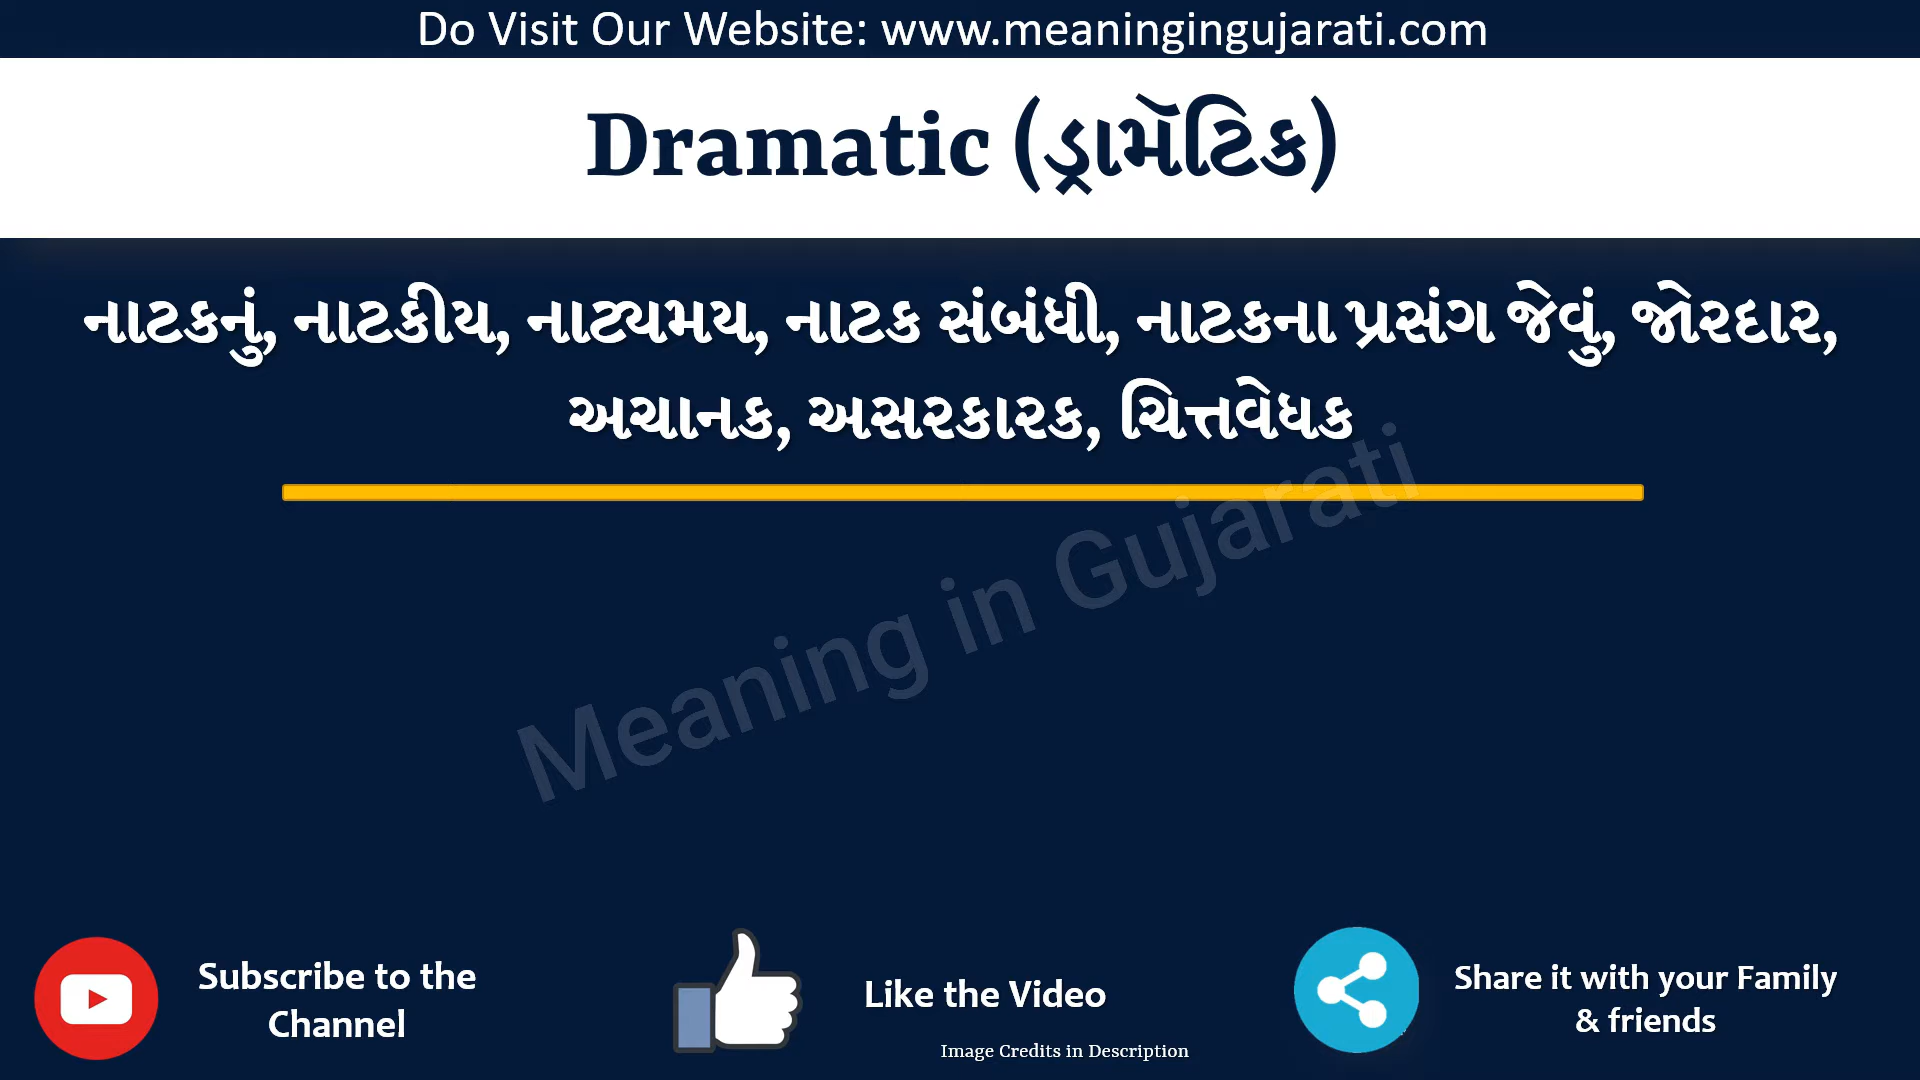 Do Visit Our Website: www.meaningingujarati.com
Dramatic (ડ્રામૅટિક)
નાટકનું, નાટકીય, નાટ્યમય, નાટક સંબંધી, નાટકના પ્રસંગ જેવું, જોરદાર,
અચાનક, અસરકારક, ચિત્તવેધક
Meaning in Gujarati
Subscribe to the
Channel
Like the Video
Share it with your Family
& friends
Image Credits in Description